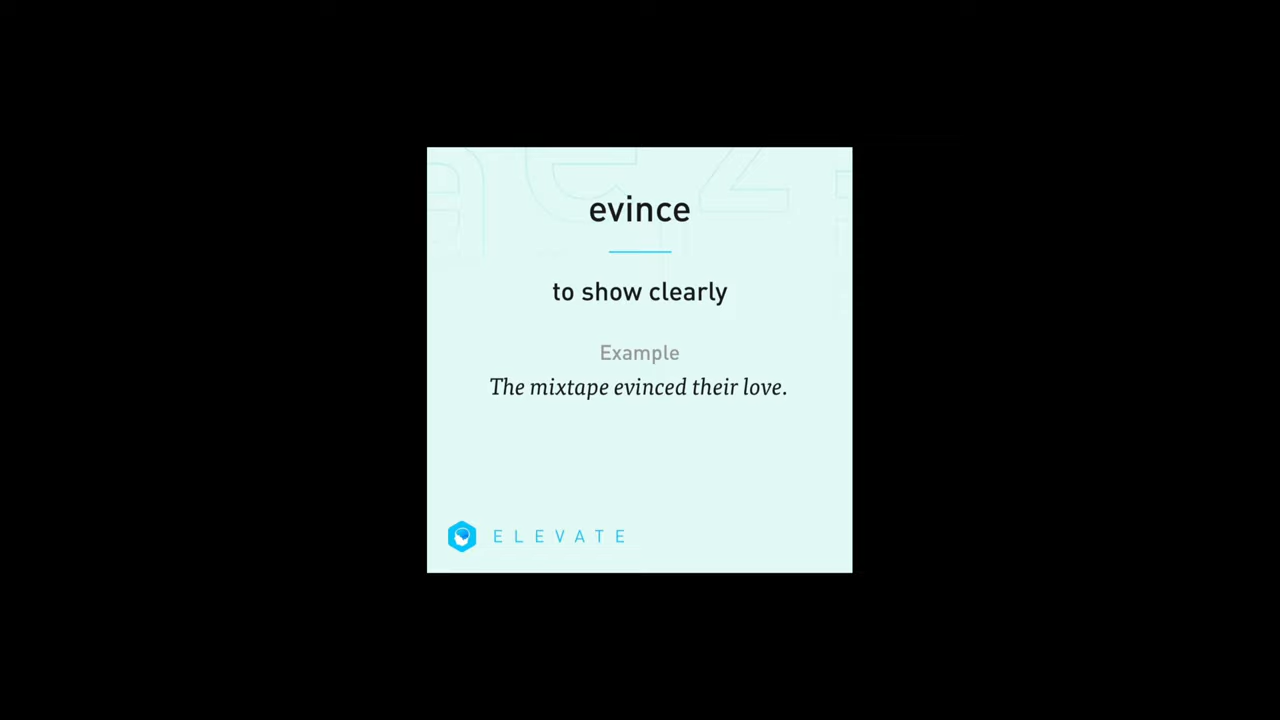 evince
to show clearly
Example
The mixtape evinced their love.
ELEVATE